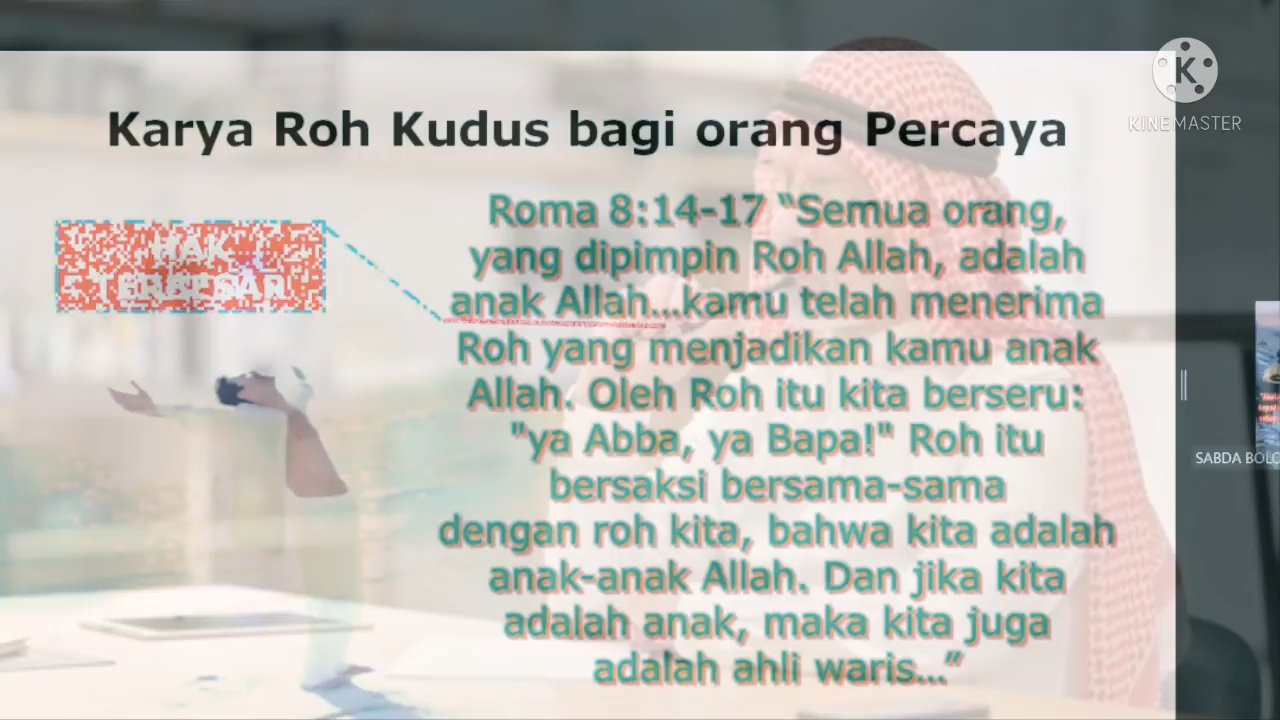 Karya Roh Kudus bagi orang Percaya
HAK
TERBESAR
Roma 8:14-17 “Semua orang,
yang dipimpin Roh Allah, adalah
anak Allah...kamu telah menerima
Roh yang menjadikan kamu anak
Allah. Oleh Roh itu kita berseru:
"ya Abba, ya Bapa!" Roh itu
bersaksi bersama-sama
dengan roh kita, bahwa kita adalah
anak-anak Allah. Dan jika kita
adalah anak, maka kita juga
adalah ahli waris...”
K
KINEMASTER
SABDA BOLO